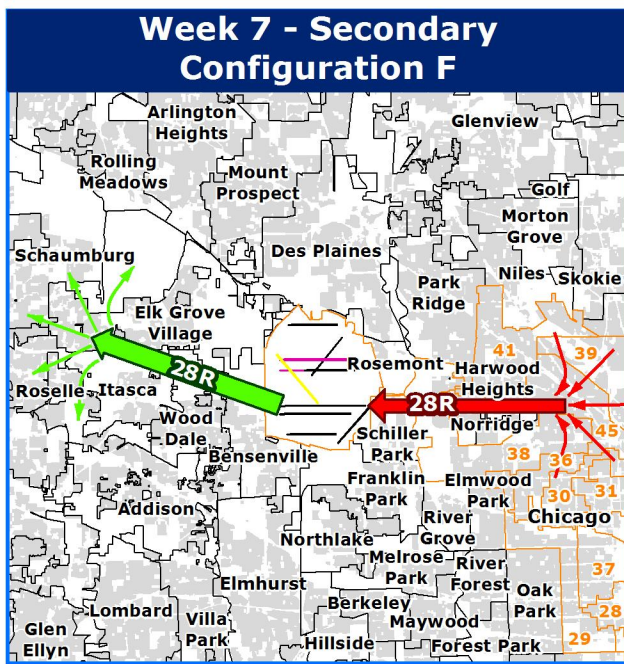 Week 7 - Secondary
Configuration F
Arlington
Heights
Glenview
Rolling
Meadows
Mount
Prospect
Golf
Morton
Grove
Schaumburg
Des Plaines
Niles
Skokie
Park
Ridge
Elk Grove
Village
41
39
Rosemont
Harwood
Heights
28R
Roselle
Itasca
28R
Wood
Dale
Schiller
Park
Norridge
45
Bensenville
38
36
Franklin
Park
Elmwood
Park
30
31
Addison
River
Grove
Chicago
Northlake
Melrose
Park
River
Forest
37
Elmhurst
Oak
Park
Berkeley
28
Lombard
Villa
Park
Maywood
Glen
Ellyn
Hillside
Forest Park
29